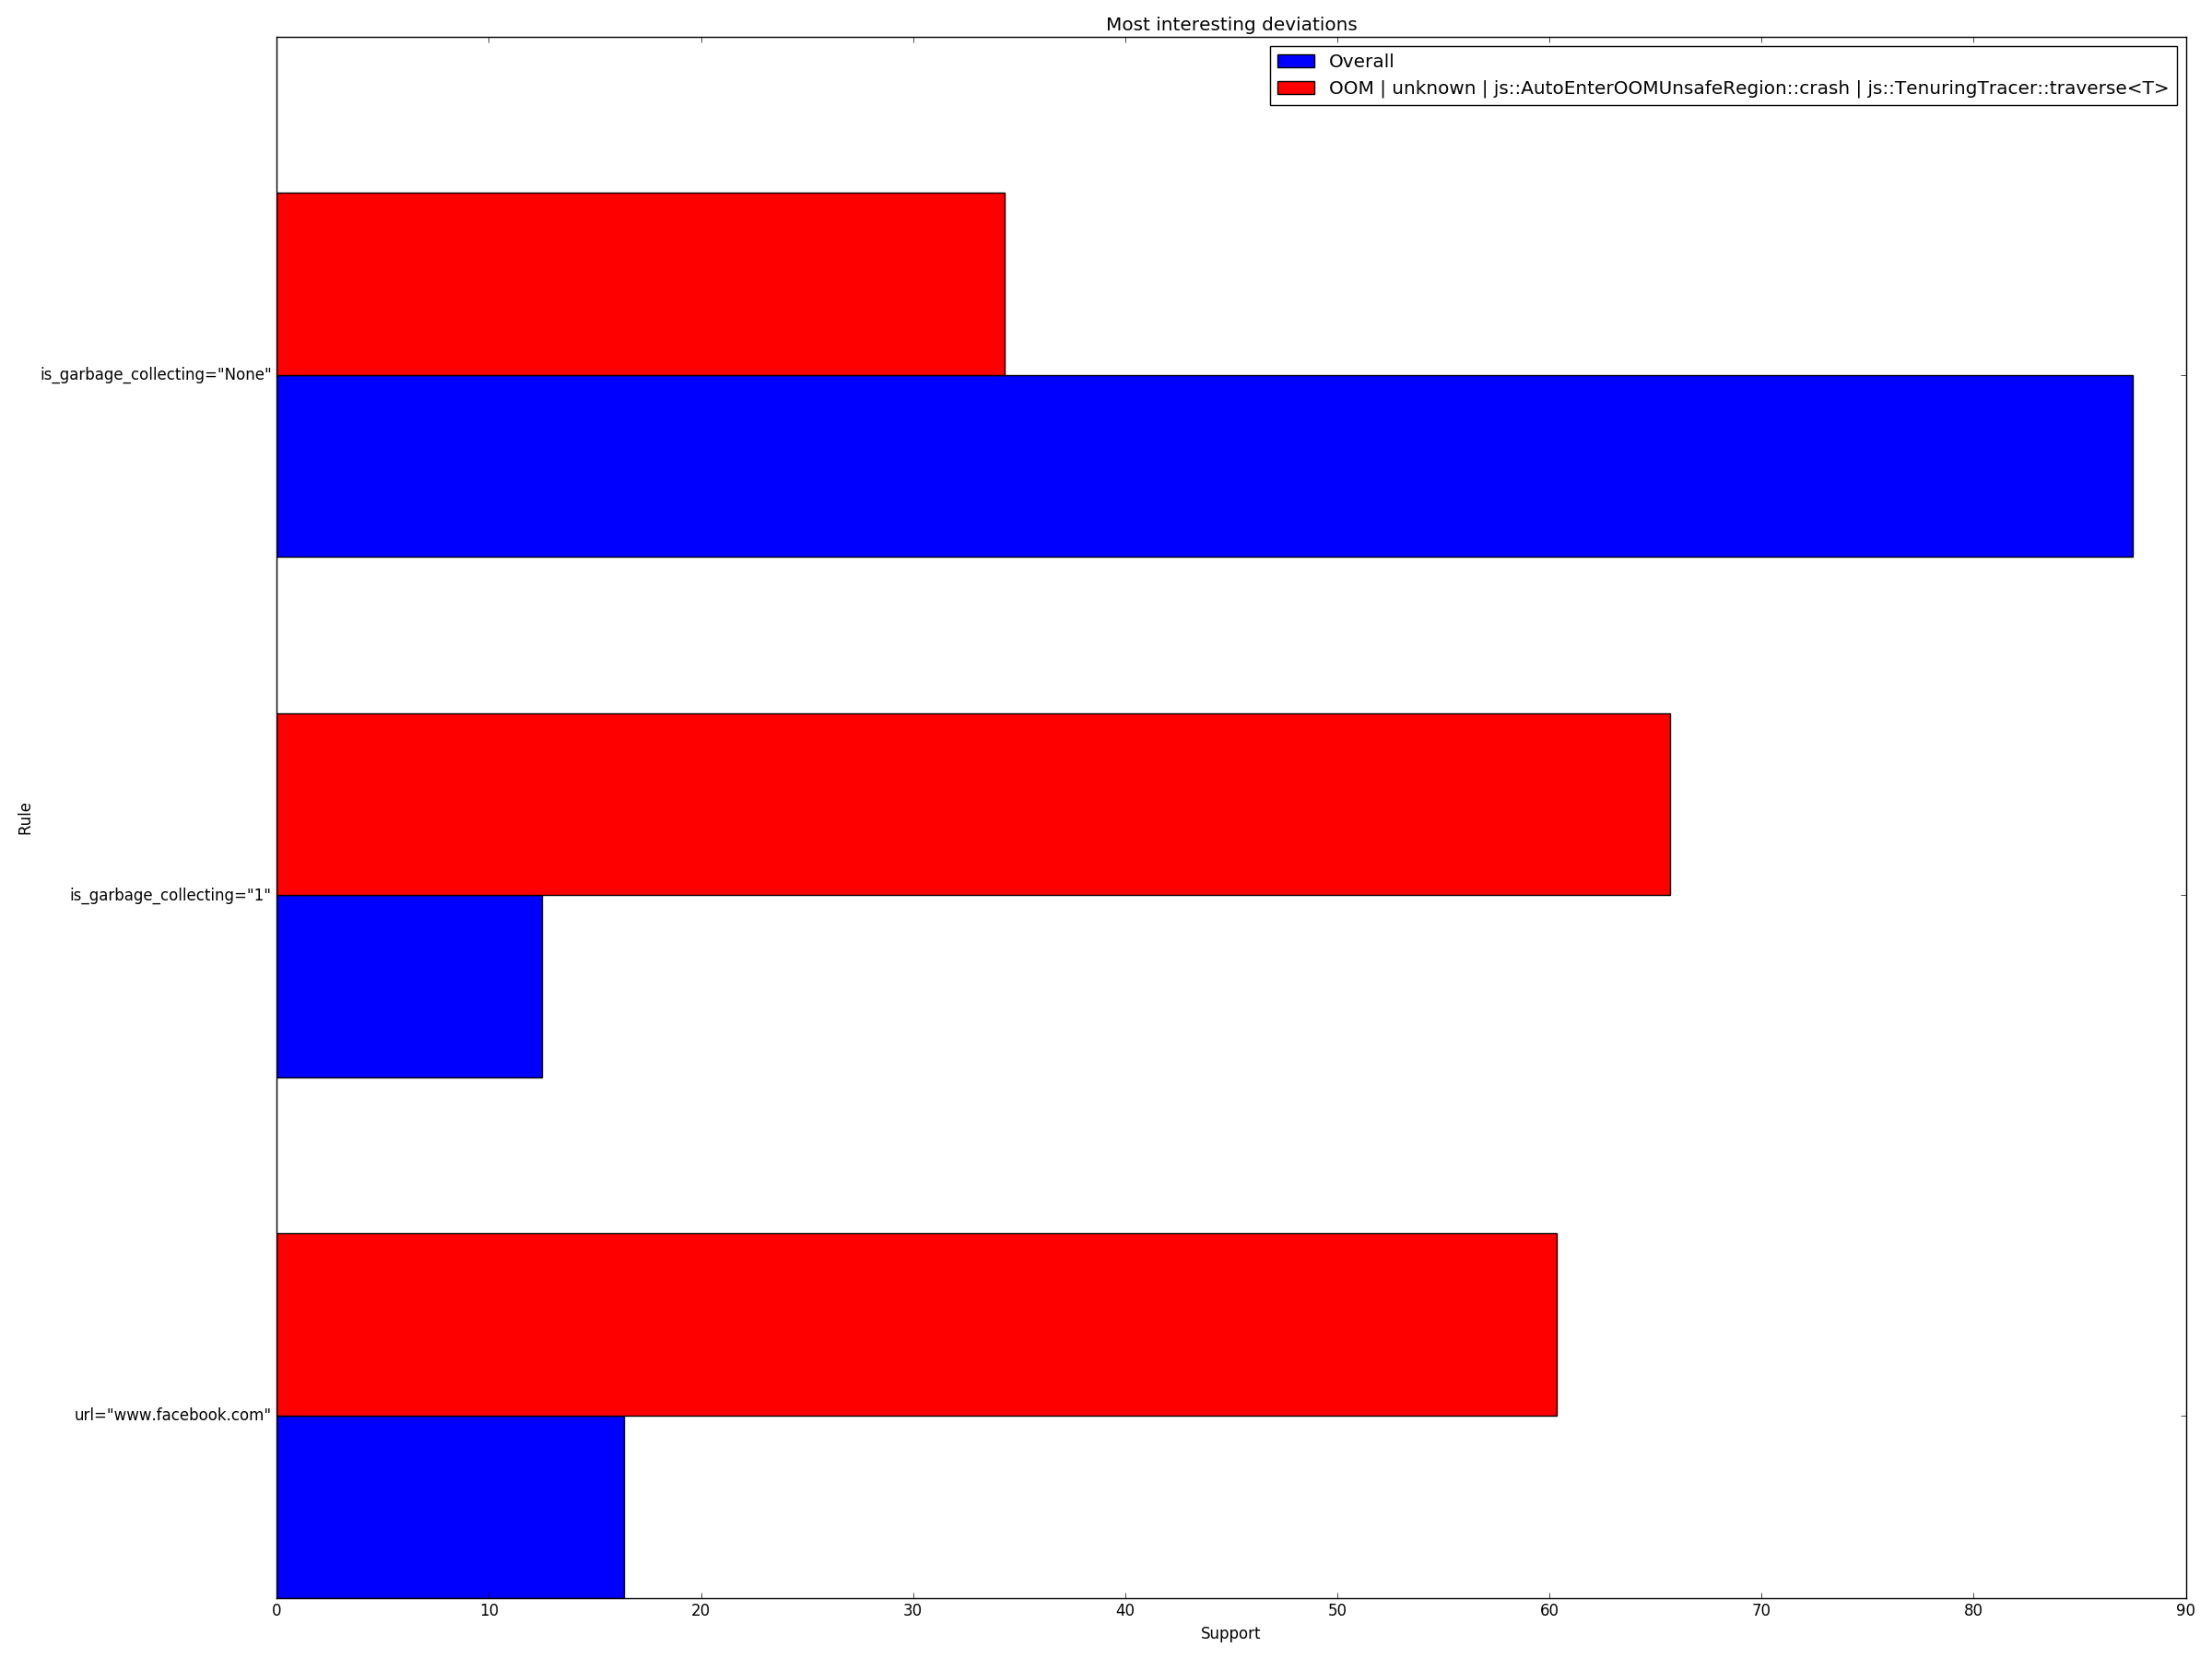 Most interesting deviations
Overall
OOM | unknown | js::AutoEnterOOMUnsafeRegion::crash | js::TenuringTracer::traverse<T>
is_garbage_collecting="None"
is_garbage_collecting="1"
url="www.facebook.com"
Rule
0 10 20 30 40 50 60 70 80 90
Support